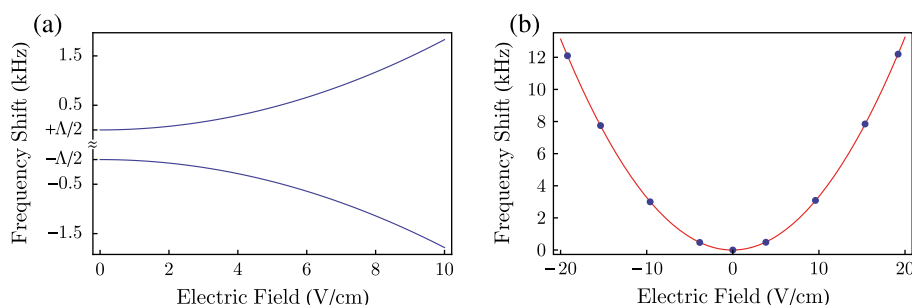 (a)
Frequency Shift (kHz)
1.5
0.5
+Λ/2
≈
−Λ/2
−0.5
−1.5
0 2 4 6 8 10
Electric Field (V/cm)
(b)
Frequency Shift (kHz)
12
10
8
6
4
2
0
−20 −10 0 10 20
Electric Field (V/cm)